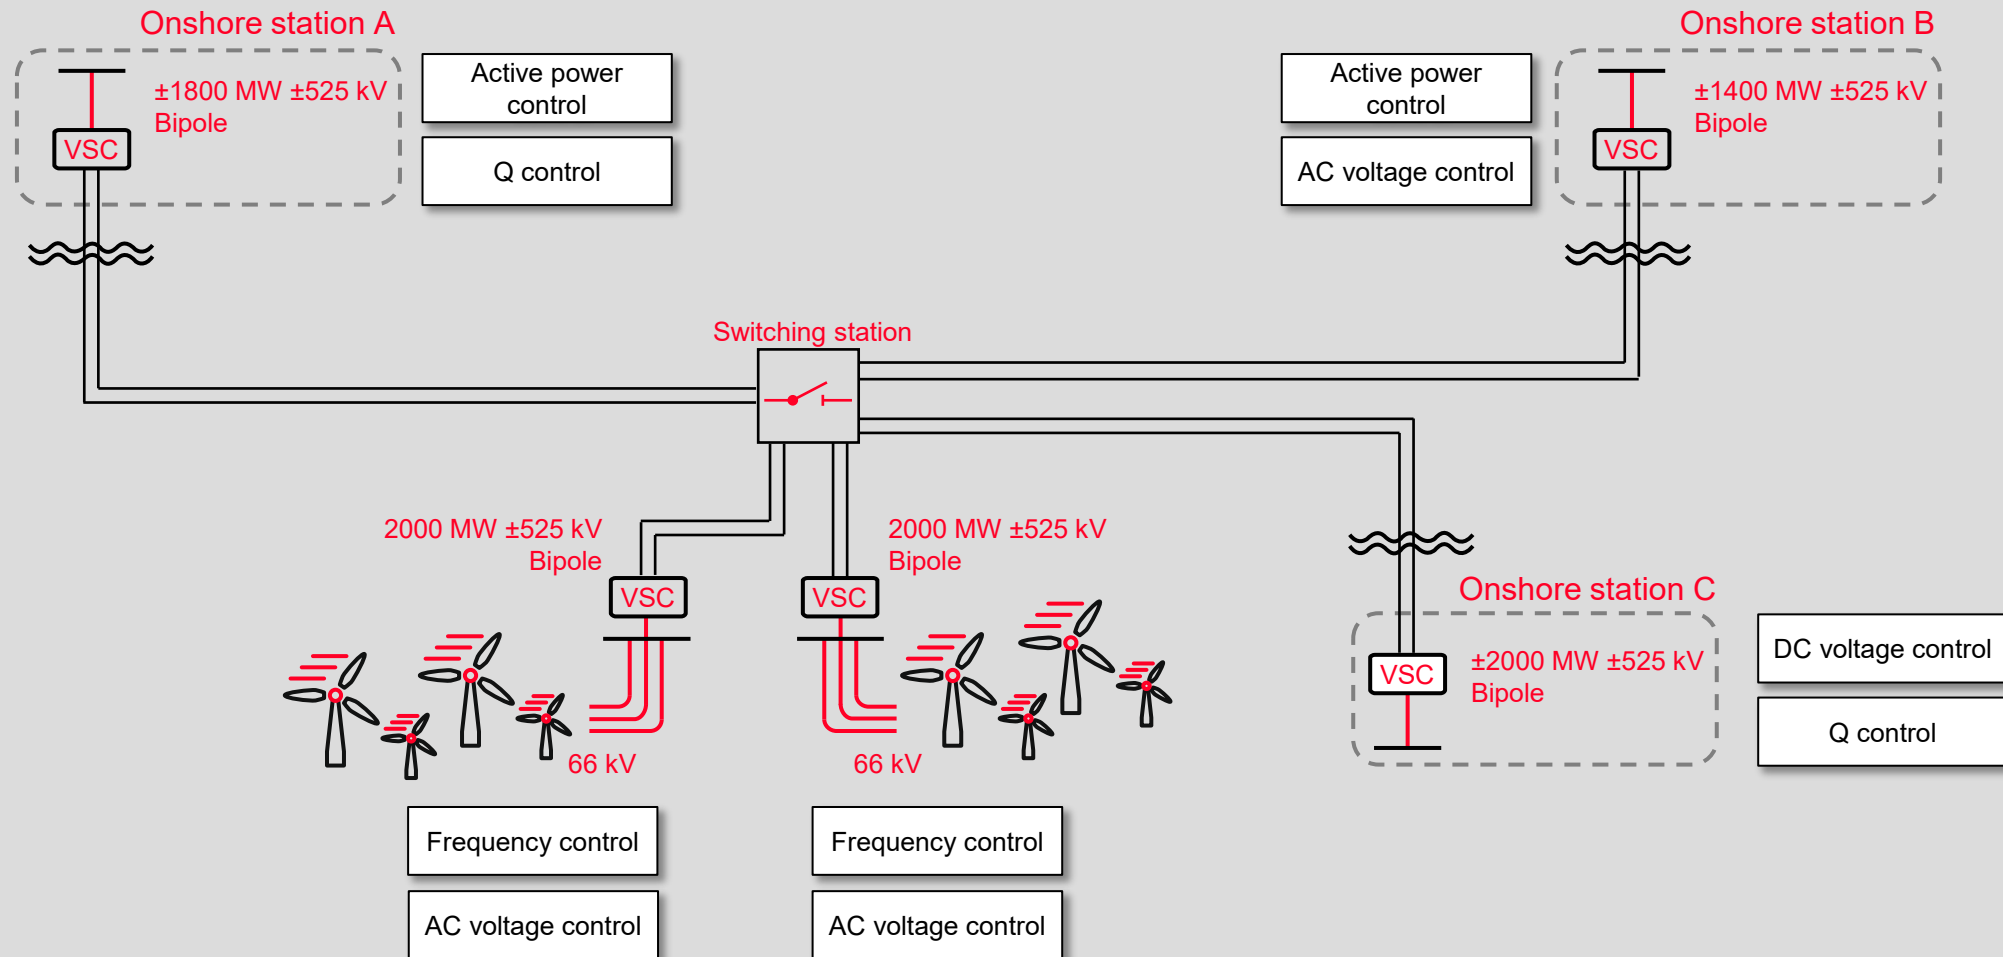 Onshore station A
±1800 MW ±525 kV
Bipole
VSC
Active power
control
Q control
Onshore station B
Active power
control
AC voltage control
±1400 MW ±525 kV
Bipole
VSC
Switching station
2000 MW ±525 kV
Bipole
VSC
66 kV
2000 MW ±525 kV
Bipole
VSC
66 kV
Onshore station C
VSC
±2000 MW ±525 kV
Bipole
DC voltage control
Q control
Frequency control
AC voltage control
Frequency control
AC voltage control